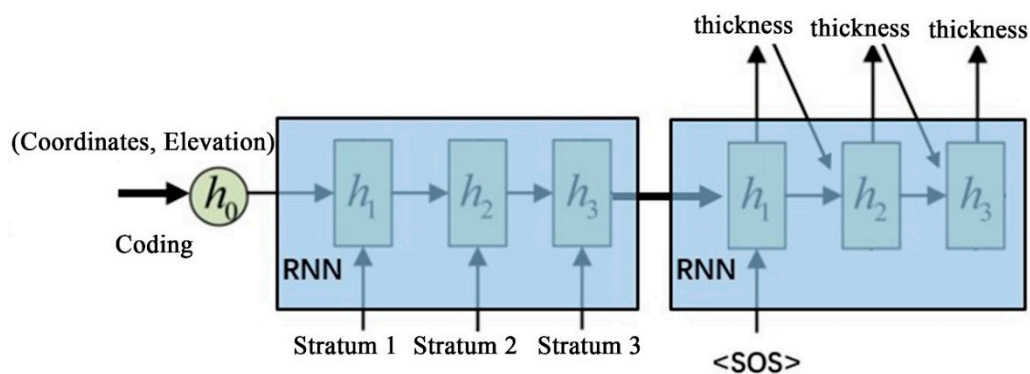 thickness thickness thickness
(Coordinates, Elevation)
h0 h1 h2 h3 h1 h2 h3
Coding
RNN RNN
Stratum 1 Stratum 2 Stratum 3
<SOS>